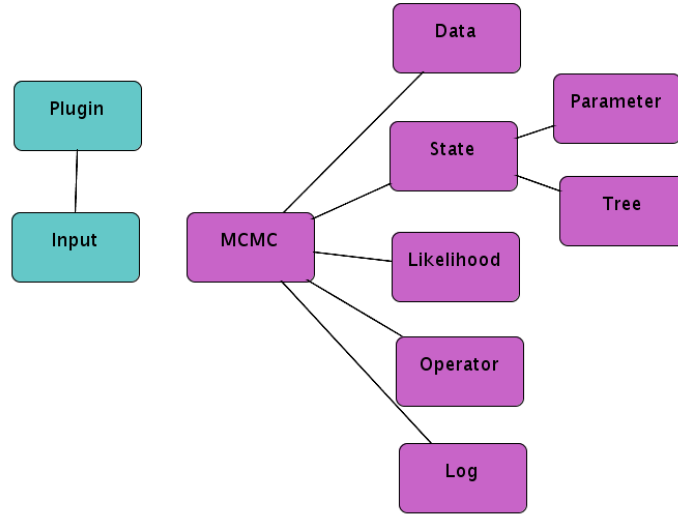 Data
Plugin
Parameter
State
Tree
Input
MCMC
Likelihood
Operator
Log